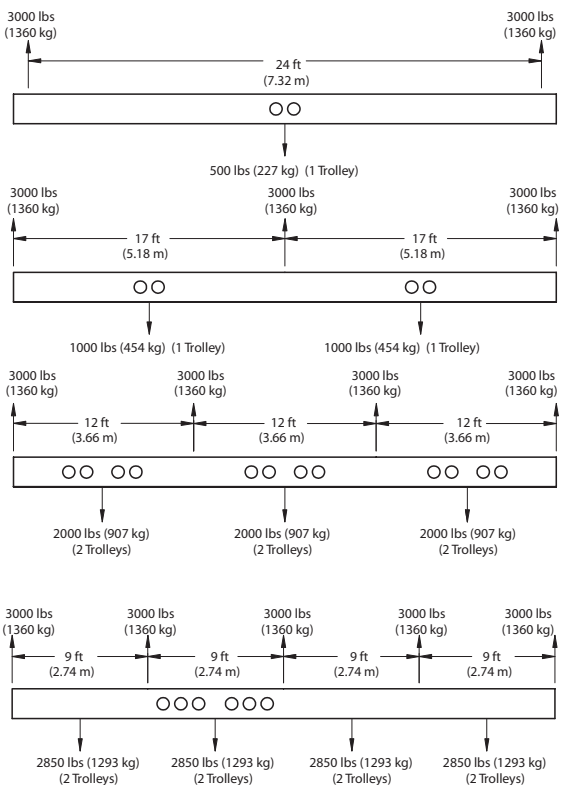 3000 lbs
(1360 kg)
3000 lbs
(1360 kg)
24 ft
(7.32 m)
500 lbs (227 kg) (1 Trolley)
3000 lbs
(1360 kg)
3000 lbs
(1360 kg)
3000 lbs
(1360 kg)
17 ft
(5.18 m)
17 ft
(5.18 m)
1000 lbs (454 kg) (1 Trolley)
1000 lbs (454 kg) (1 Trolley)
3000 lbs
(1360 kg)
3000 lbs
(1360 kg)
3000 lbs
(1360 kg)
3000 lbs
(1360 kg)
12 ft
(3.66 m)
12 ft
(3.66 m)
12 ft
(3.66 m)
2000 lbs (907 kg)
(2 Trolleys)
2000 lbs (907 kg)
(2 Trolleys)
2000 lbs (907 kg)
(2 Trolleys)
3000 lbs
(1360 kg)
3000 lbs
(1360 kg)
3000 lbs
(1360 kg)
3000 lbs
(1360 kg)
3000 lbs
(1360 kg)
9 ft
(2.74 m)
9 ft
(2.74 m)
9 ft
(2.74 m)
9 ft
(2.74 m)
2850 lbs (1293 kg)
(2 Trolleys)
2850 lbs (1293 kg)
(2 Trolleys)
2850 lbs (1293 kg)
(2 Trolleys)
2850 lbs (1293 kg)
(2 Trolleys)